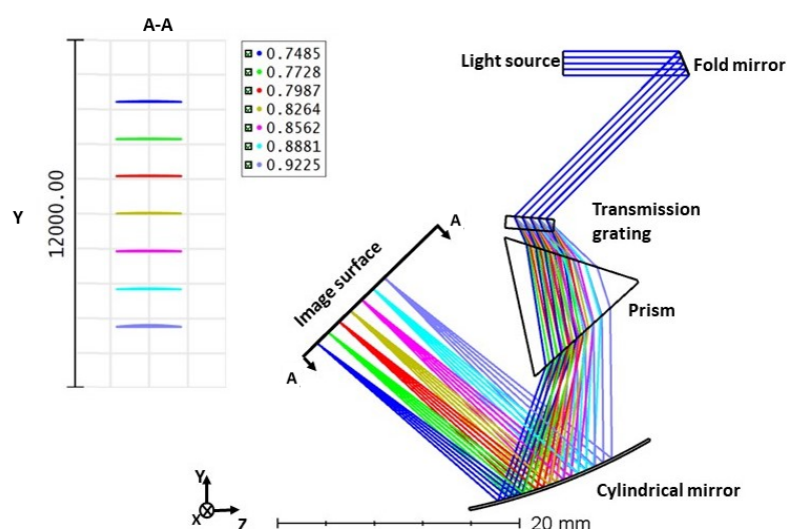 A-A
Y
12000.00
0.7485
0.7728
0.7987
0.8264
0.8562
0.8881
0.9225
Light source
Fold mirror
Transmission
grating
Prism
A
Image surface
A
Cylindrical mirror
Y
X
Z
20 mm